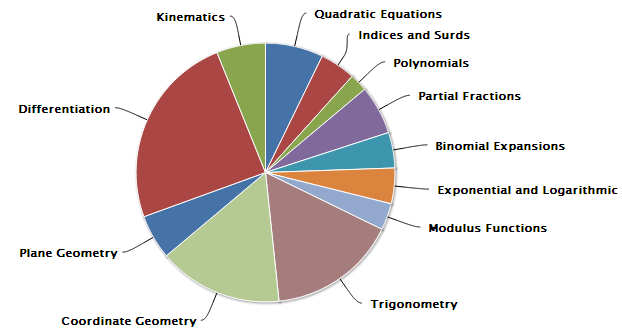 Kinematics
Quadratic Equations
Indices and Surds
Polynomials
Partial Fractions
Differentiation
Binomial Expansions
Exponential and Logarithmic
Modulus Functions
Plane Geometry
Trigonometry
Coordinate Geometry